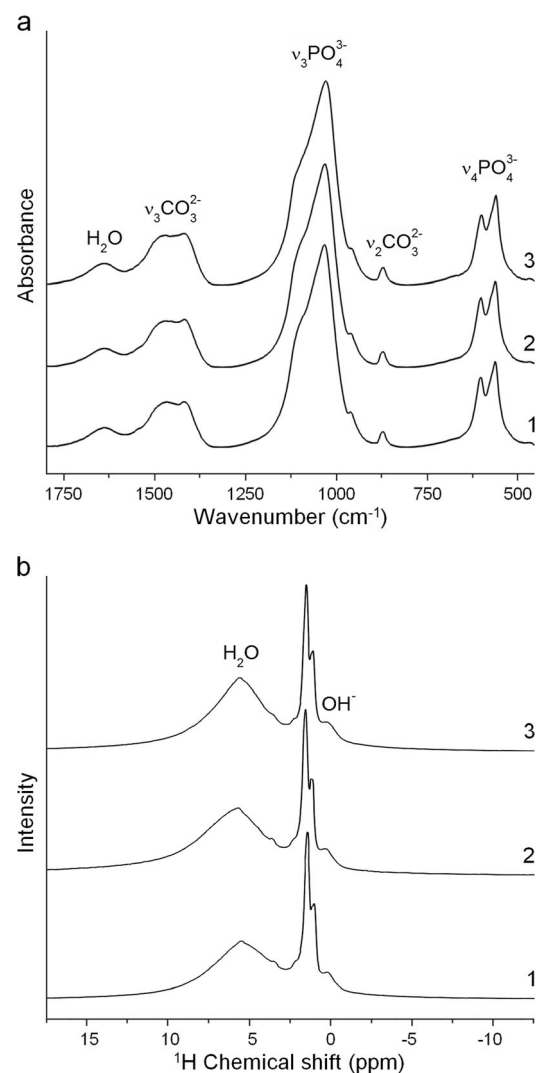 a
ν₃PO₄³⁻
ν₄PO₄³⁻
ν₃CO₃²⁻
H₂O
ν₂CO₃²⁻
Absorbance
3
2
1
1750 1500 1250 1000 750 500
Wavenumber (cm⁻¹)
b
H₂O
OH⁻
3
2
1
Intensity
15 10 5 0 -5 -10
¹H Chemical shift (ppm)